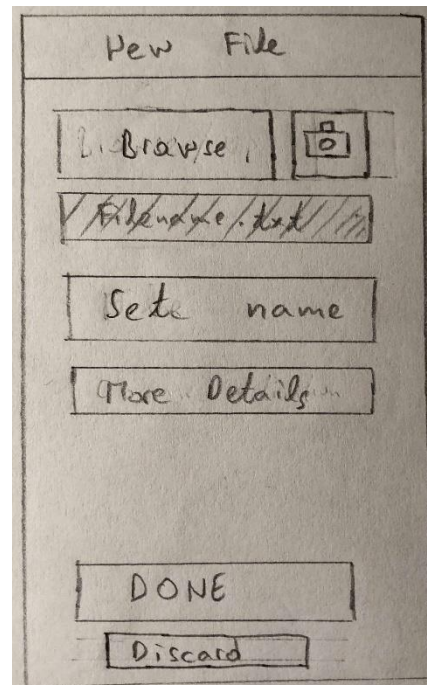 New File
Browse
Filename.txt
Set name
More Details
DONE
Discard